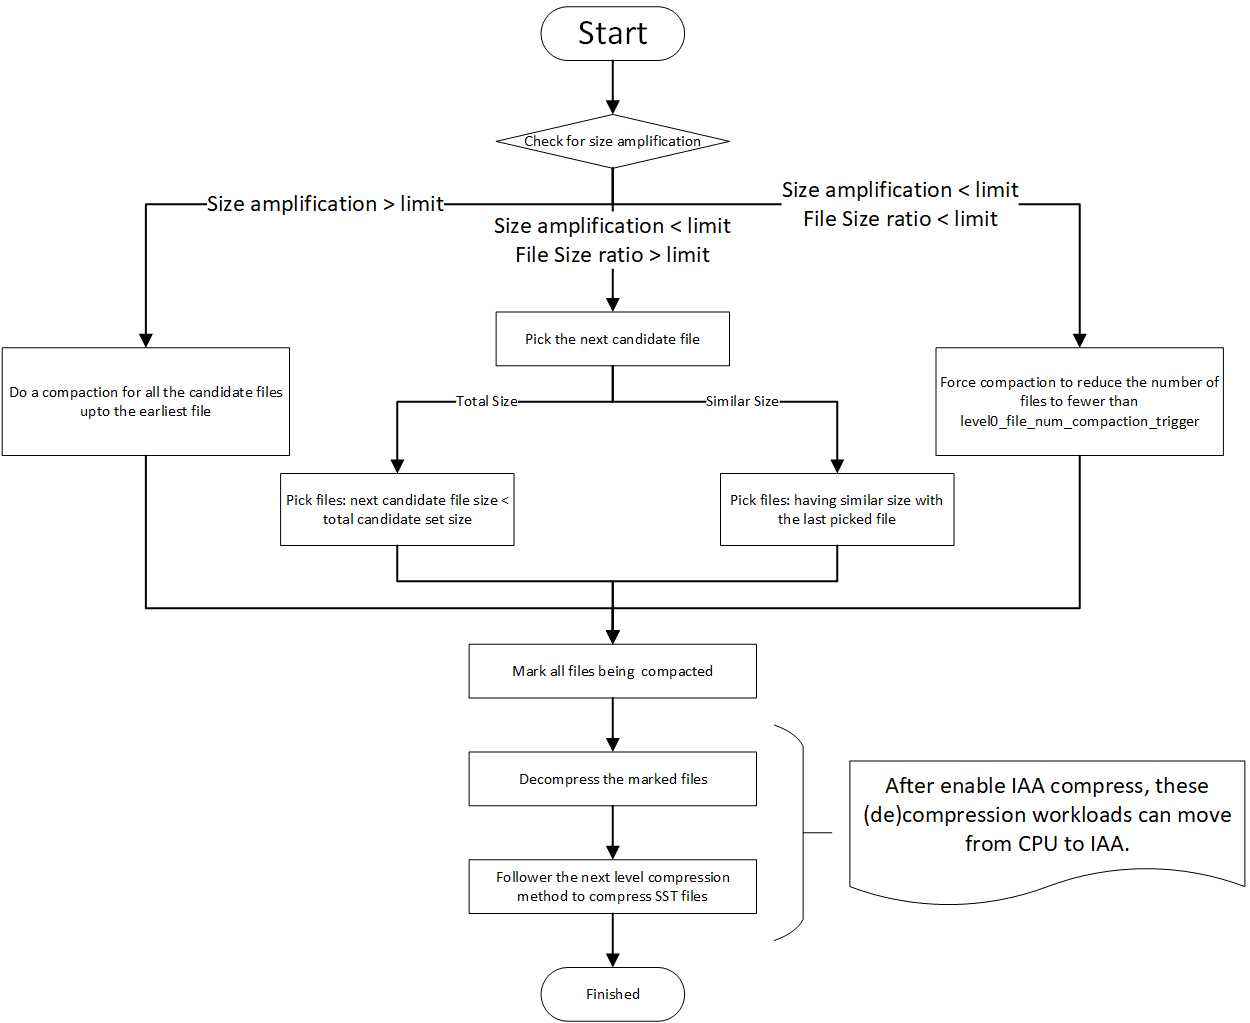 Start
Check for size amplification
Size amplification > limit
Size amplification < limit
File Size ratio > limit
Size amplification < limit
File Size ratio < limit
Pick the next candidate file
Do a compaction for all the candidate files
upto the earliest file
Force compaction to reduce the number of
files to fewer than
level0_file_num_compaction_trigger
Total Size
Similar Size
Pick files: next candidate file size <
total candidate set size
Pick files: having similar size with
the last picked file
Mark all files being  compacted
Decompress the marked files
After enable IAA compress, these
(de)compression workloads can move
from CPU to IAA.
Follower the next level compression
method to compress SST files
Finished